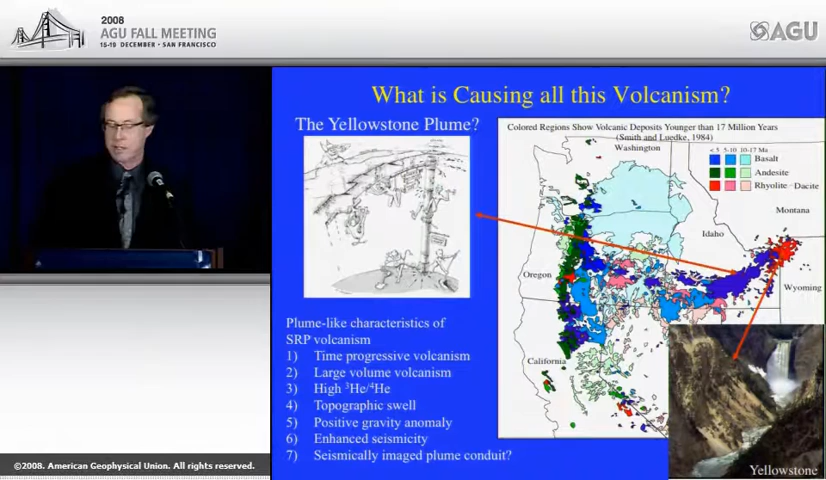 2008
AGU FALL MEETING
15-19 DECEMBER • SAN FRANCISCO
AGU
What is Causing all this Volcanism?
The Yellowstone Plume?
Colored Regions Show Volcanic Deposits Younger than 17 Million Years
(Smith and Luedke, 1984)
Washington
< 5 5-10 10-17 Ma
Basalt
Andesite
Rhyolite - Dacite
Montana
Idaho
Oregon
Wyoming
California
Plume-like characteristics of
SRP volcanism
1) Time progressive volcanism
2) Large volume volcanism
3) High ³He/⁴He
4) Topographic swell
5) Positive gravity anomaly
6) Enhanced seismicity
7) Seismically imaged plume conduit?
Yellowstone
©2008. American Geophysical Union. All rights reserved.